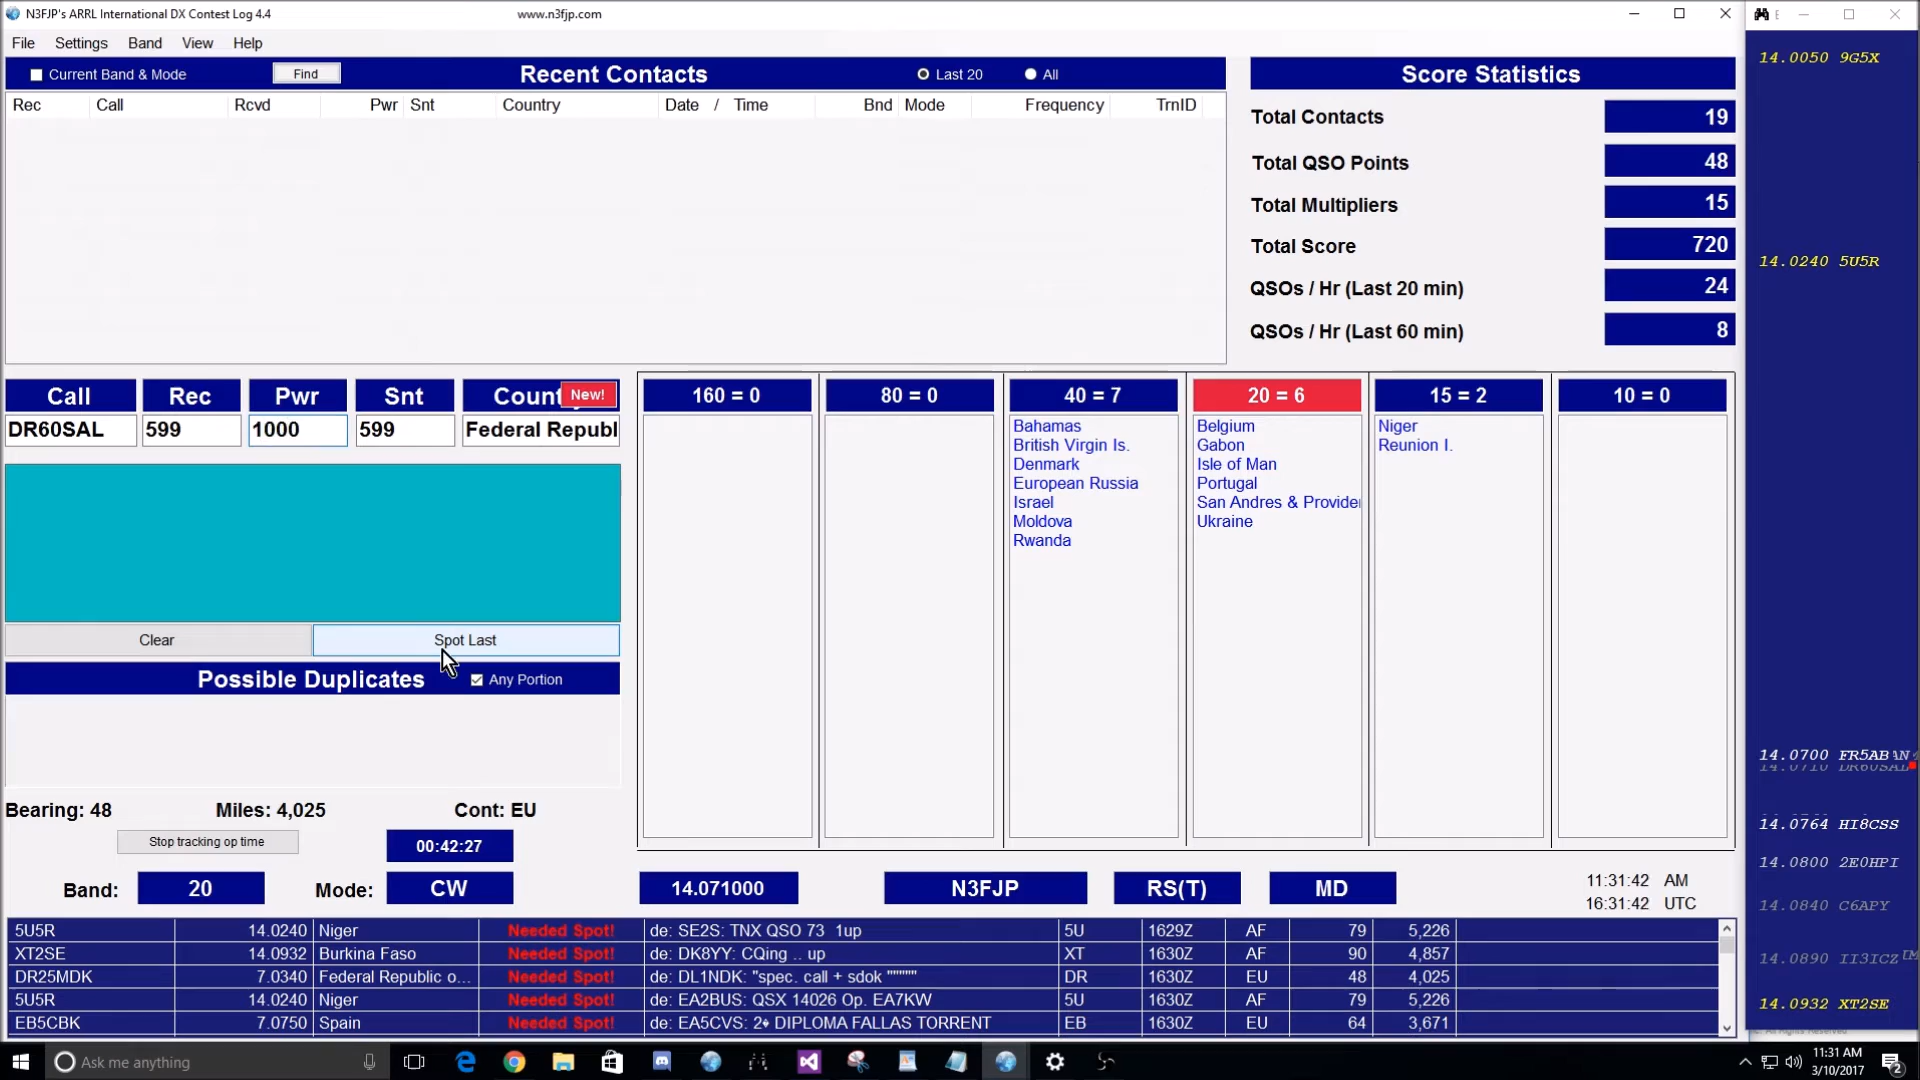 N3FJP's ARRL International DX Contest Log 4.4 www.n3fjp.com
File Settings Band View Help
Current Band & Mode Find Recent Contacts Last 20 All
Rec Call Rcvd Pwr Snt Country Date / Time Bnd Mode Frequency TrnID
Score Statistics
Total Contacts 19
Total QSO Points 48
Total Multipliers 15
Total Score 720
QSOs / Hr (Last 20 min) 24
QSOs / Hr (Last 60 min) 8
Call Rec Pwr Snt New!
DR60SAL 599 1000 599 Federal Republ
Clear Spot Last
Possible Duplicates Any Portion
Bearing: 48 Miles: 4,025 Cont: EU
Stop tracking op time 00:42:27
160 = 0 80 = 0 40 = 7 20 = 6 15 = 2 10 = 0
Bahamas
British Virgin Is.
Denmark
European Russia
Israel
Moldova
Rwanda
Belgium
Gabon
Isle of Man
Portugal
San Andres & Provide
Ukraine
Niger
Reunion I.
Band: 20 Mode: CW 14.071000 N3FJP RS(T) MD
11:31:42 AM
16:31:42 UTC
5U5R 14.0240 Niger Needed Spot! de: SE2S: TNX QSO 73 1up 5U 1629Z AF 79 5,226
XT2SE 14.0932 Burkina Faso Needed Spot! de: DK8YY: CQing .. up XT 1630Z AF 90 4,857
DR25MDK 7.0340 Federal Republic o... Needed Spot! de: DL1NDK: "spec. call + sdok """"" DR 1630Z EU 48 4,025
5U5R 14.0240 Niger Needed Spot! de: EA2BUS: QSX 14026 Op. EA7KW 5U 1630Z AF 79 5,226
EB5CBK 7.0750 Spain Needed Spot! de: EA5CVS: 2♦ DIPLOMA FALLAS TORRENT EB 1630Z EU 64 3,671
14.0050 9G5X
14.0240 5U5R
14.0700 FR5AB
14.0710 DR60SAL
14.0764 HI8CSS
14.0800 2E0HPI
14.0840 C6APY
14.0890 II3ICZ
14.0932 XT2SE
Ask me anything
11:31 AM
3/10/2017
2